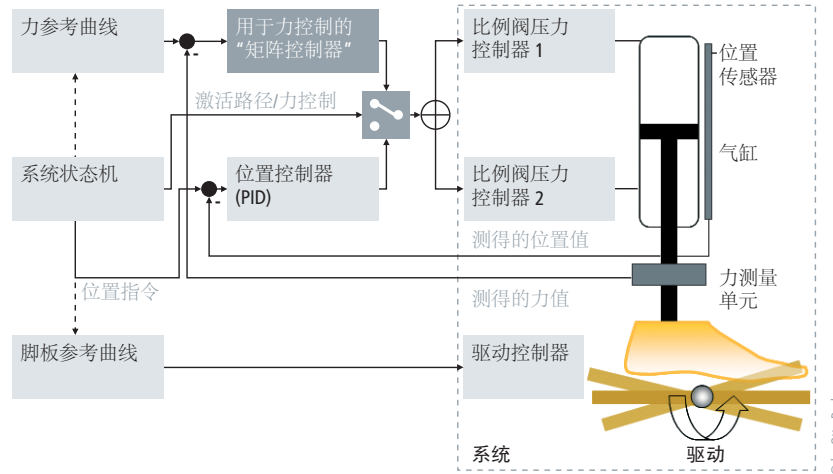 力参考曲线
用于力控制的
“矩阵控制器”
比例阀压力
控制器 1
位置
传感器
激活路径/力控制
系统状态机
位置控制器
(PID)
比例阀压力
控制器 2
气缸
测得的位置值
位置指令
测得的力值
力测量
单元
脚板参考曲线
驱动控制器
系统
驱动
-
-